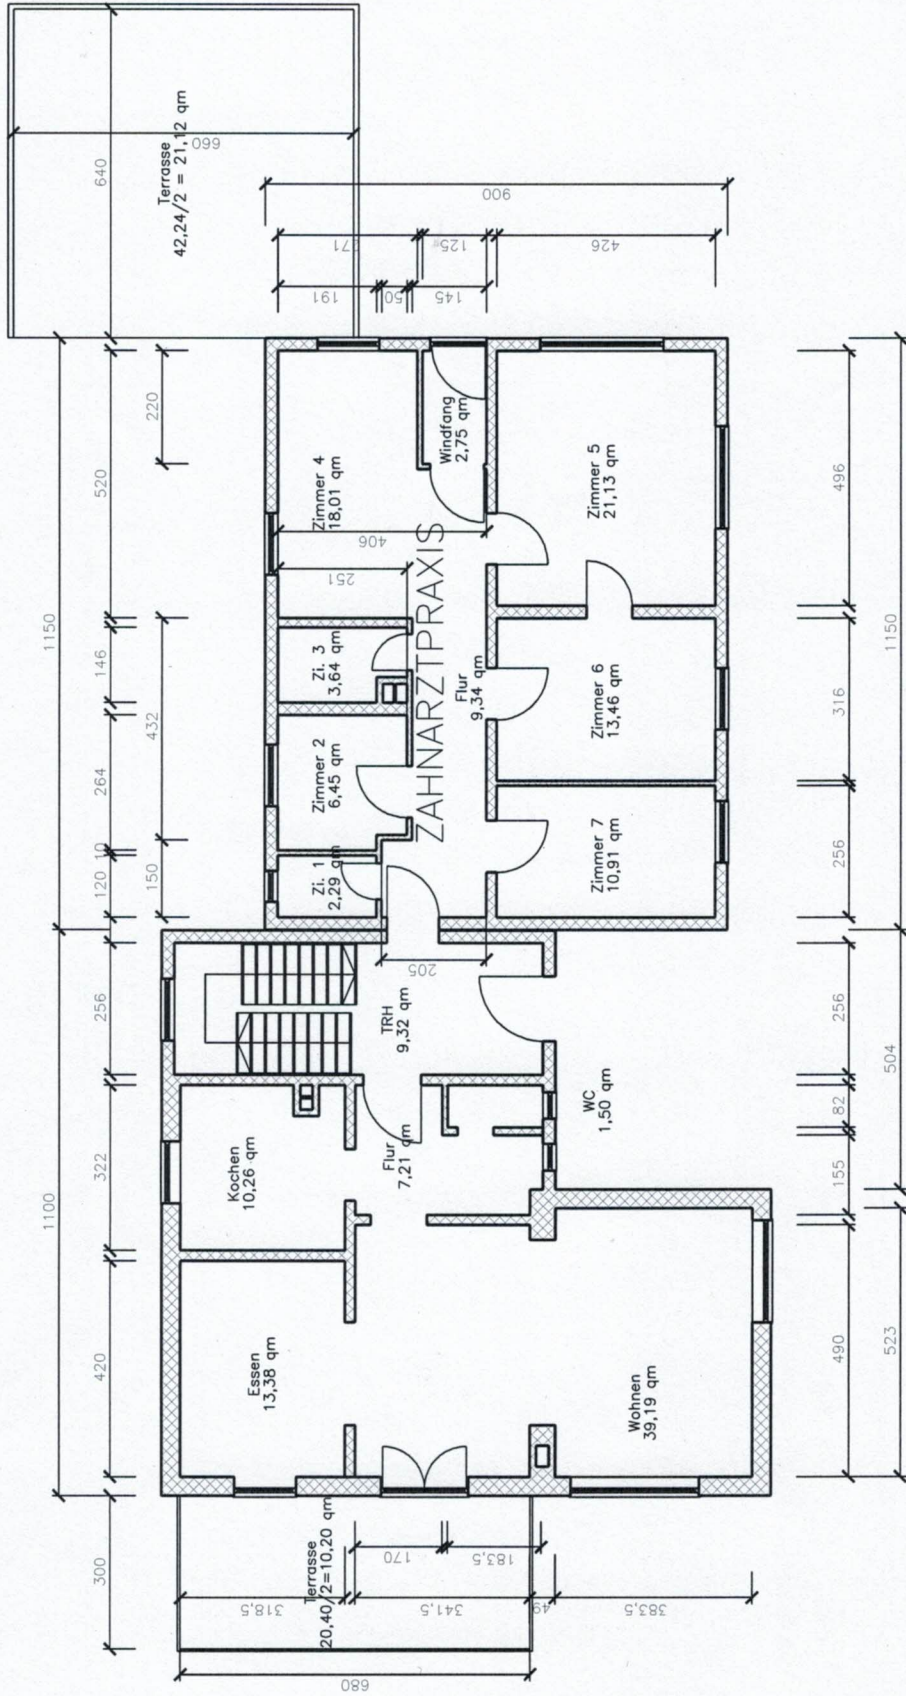 640
Terrasse
42,24/2 = 21,12 qm
660
900
271
125
426
191
50
145
1150
520
220
Zimmer 4
18,01 qm
Windfang
2,75 qm
Zimmer 5
21,13 qm
406
251
496
1150
146
432
Zi. 3
3,64 qm
ZAHNARZTPRAXIS
Flur
9,34 qm
Zimmer 6
13,46 qm
316
264
Zimmer 2
6,45 qm
10
120
150
Zi. 1
2,29 qm
Zimmer 7
10,91 qm
256
205
256
TRH
9,32 qm
256
504
WC
1,50 qm
82
322
Kochen
10,26 qm
Flur
7,21 qm
155
1100
420
Essen
13,38 qm
Wohnen
39,19 qm
490
523
300
Terrasse
20,40/2=10,20 qm
170
183,5
318,5
341,5
49
383,5
680